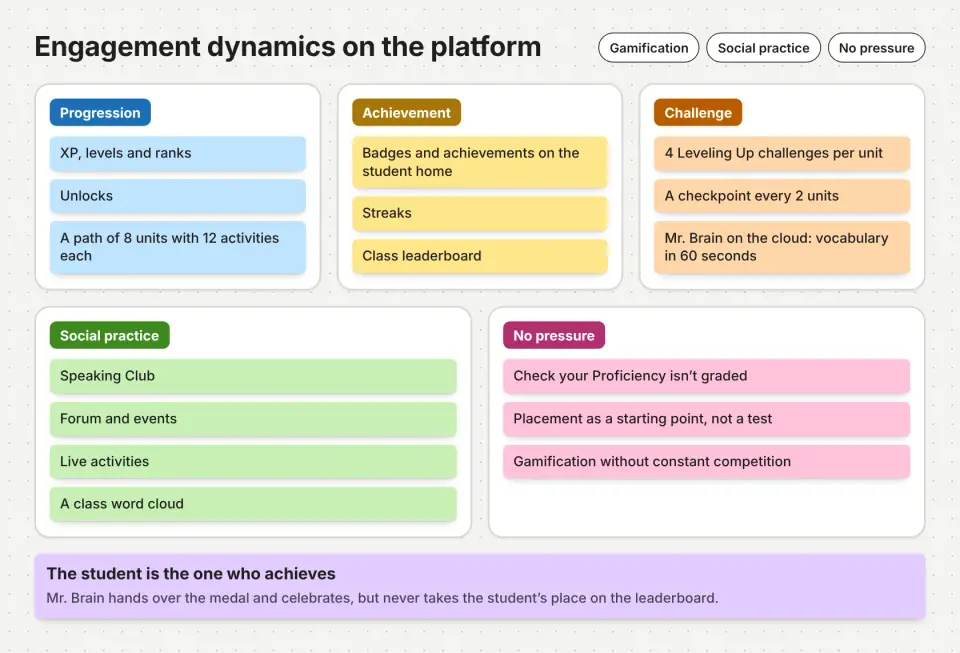 Engagement dynamics on the platform
Gamification
Social practice
No pressure
Progression
XP, levels and ranks
Unlocks
A path of 8 units with 12 activities
each
Achievement
Badges and achievements on the
student home
Streaks
Class leaderboard
Challenge
4 Leveling Up challenges per unit
A checkpoint every 2 units
Mr. Brain on the cloud: vocabulary
in 60 seconds
Social practice
Speaking Club
Forum and events
Live activities
A class word cloud
No pressure
Check your Proficiency isn’t graded
Placement as a starting point, not a test
Gamification without constant competition
The student is the one who achieves
Mr. Brain hands over the medal and celebrates, but never takes the student’s place on the leaderboard.